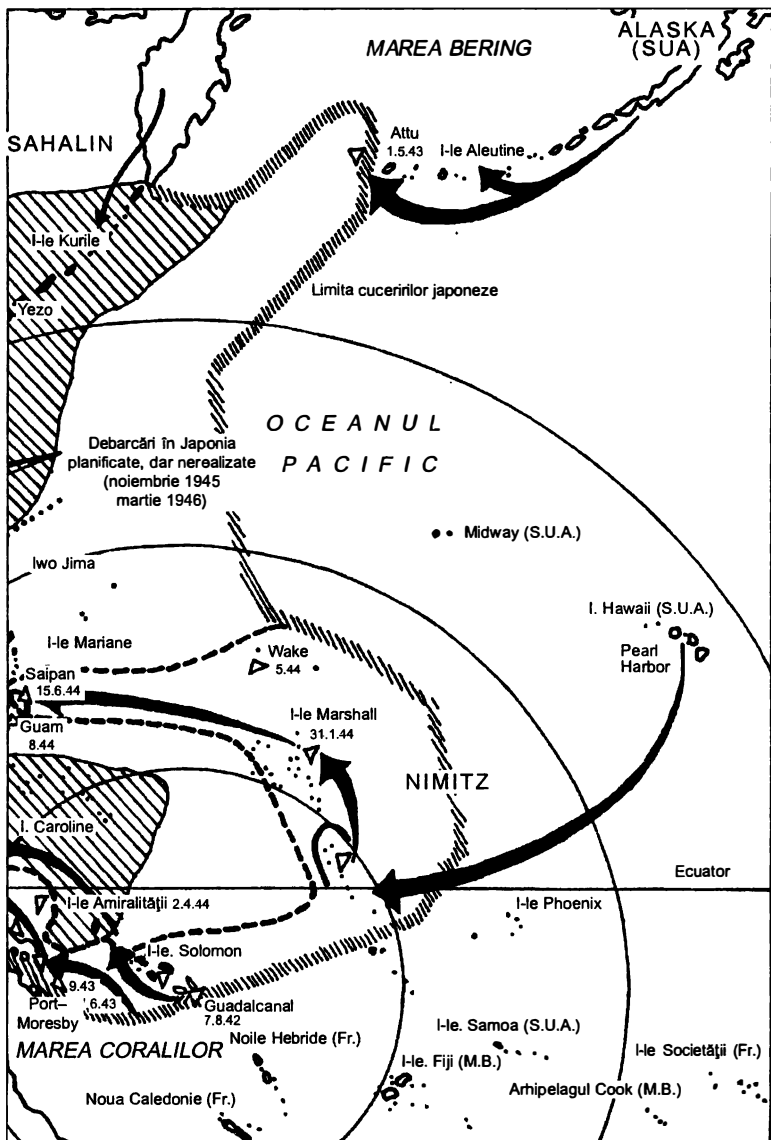 ALASKA
(SUA)
MAREA BERING
SAHALIN
Attu
1.5.43
I-le Aleutine
I-le Kurile
Yezo
Limita cuceririlor japoneze
OCEANUL
PACIFIC
Debarcări în Japonia
planificate, dar nerealizate
(noiembrie 1945
martie 1946)
Midway (S.U.A.)
Iwo Jima
I. Hawaii (S.U.A.)
Pearl
Harbor
I-le Mariane
Wake
5.44
Saipan
15.6.44
Guam
8.44
I-le Marshall
31.1.44
NIMITZ
I. Caroline
Ecuator
I-le Amiralităţii 2.4.44
I-le Phoenix
I-le. Solomon
9.43
6.43
Port–
Moresby
Guadalcanal
7.8.42
MAREA CORALILOR
Noile Hebride (Fr.)
I-le. Samoa (S.U.A.)
I-le. Fiji (M.B.)
I-le Societăţii (Fr.)
Arhipelagul Cook (M.B.)
Noua Caledonie (Fr.)